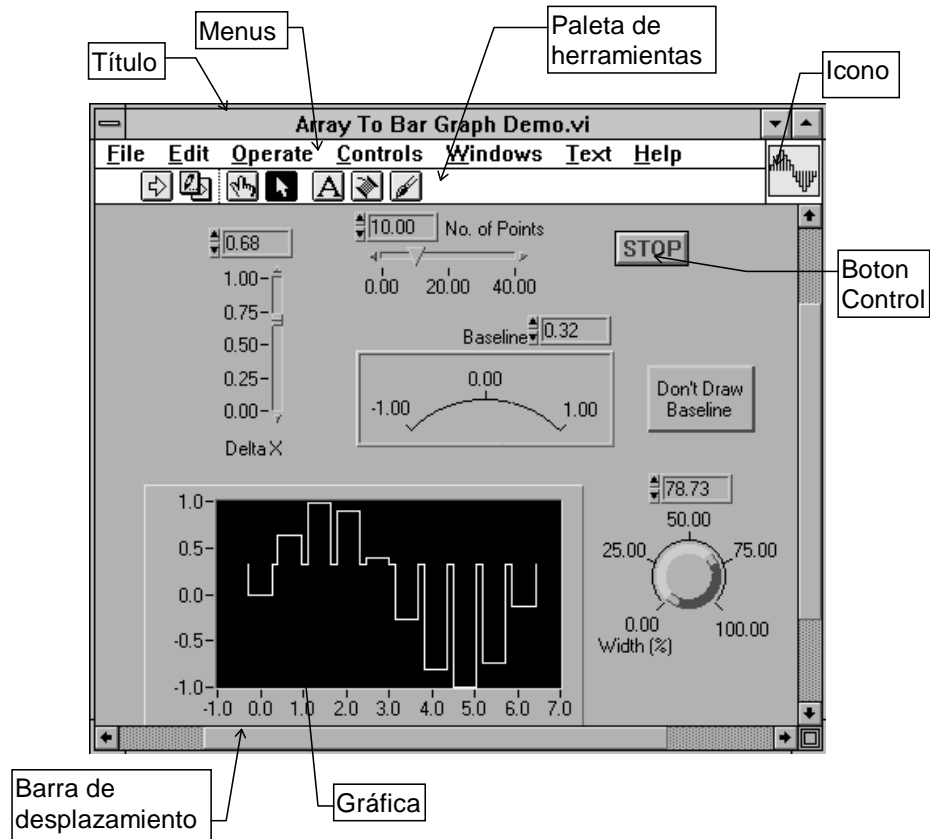 Menus
Paleta de
herramientas
Título
Icono
Array To Bar Graph Demo.vi
File Edit Operate Controls Windows Text Help
A
0.68
10.00 No. of Points
STOP
0.00 20.00 40.00
Boton
Control
1.00
0.75
0.50
0.25
0.00
Delta X
Baseline 0.32
0.00
-1.00 1.00
Don't Draw
Baseline
78.73
50.00
25.00 75.00
0.00 100.00
Width (%)
1.0
0.5
0.0
-0.5
-1.0
-1.0 0.0 1.0 2.0 3.0 4.0 5.0 6.0 7.0
Barra de
desplazamiento
Gráfica